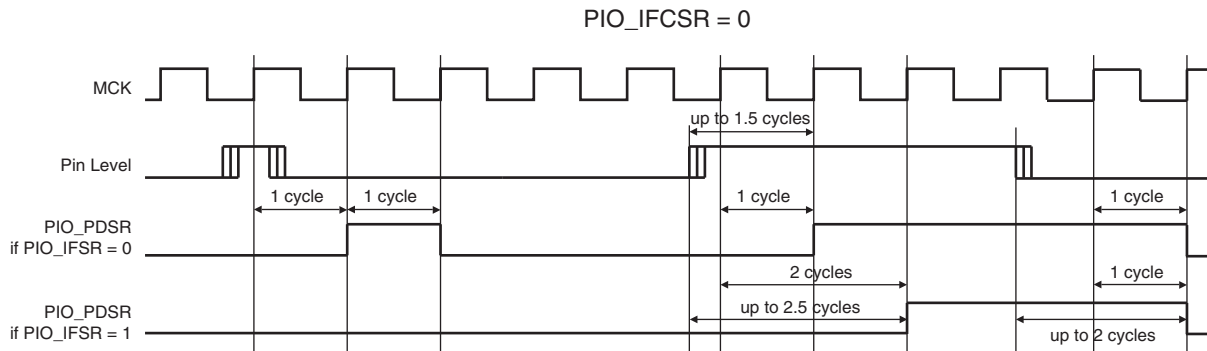 PIO_IFCSR = 0
MCK
up to 1.5 cycles
Pin Level
1 cycle
1 cycle
1 cycle
1 cycle
PIO_PDSR
if PIO_IFSR = 0
2 cycles
1 cycle
PIO_PDSR
if PIO_IFSR = 1
up to 2.5 cycles
up to 2 cycles